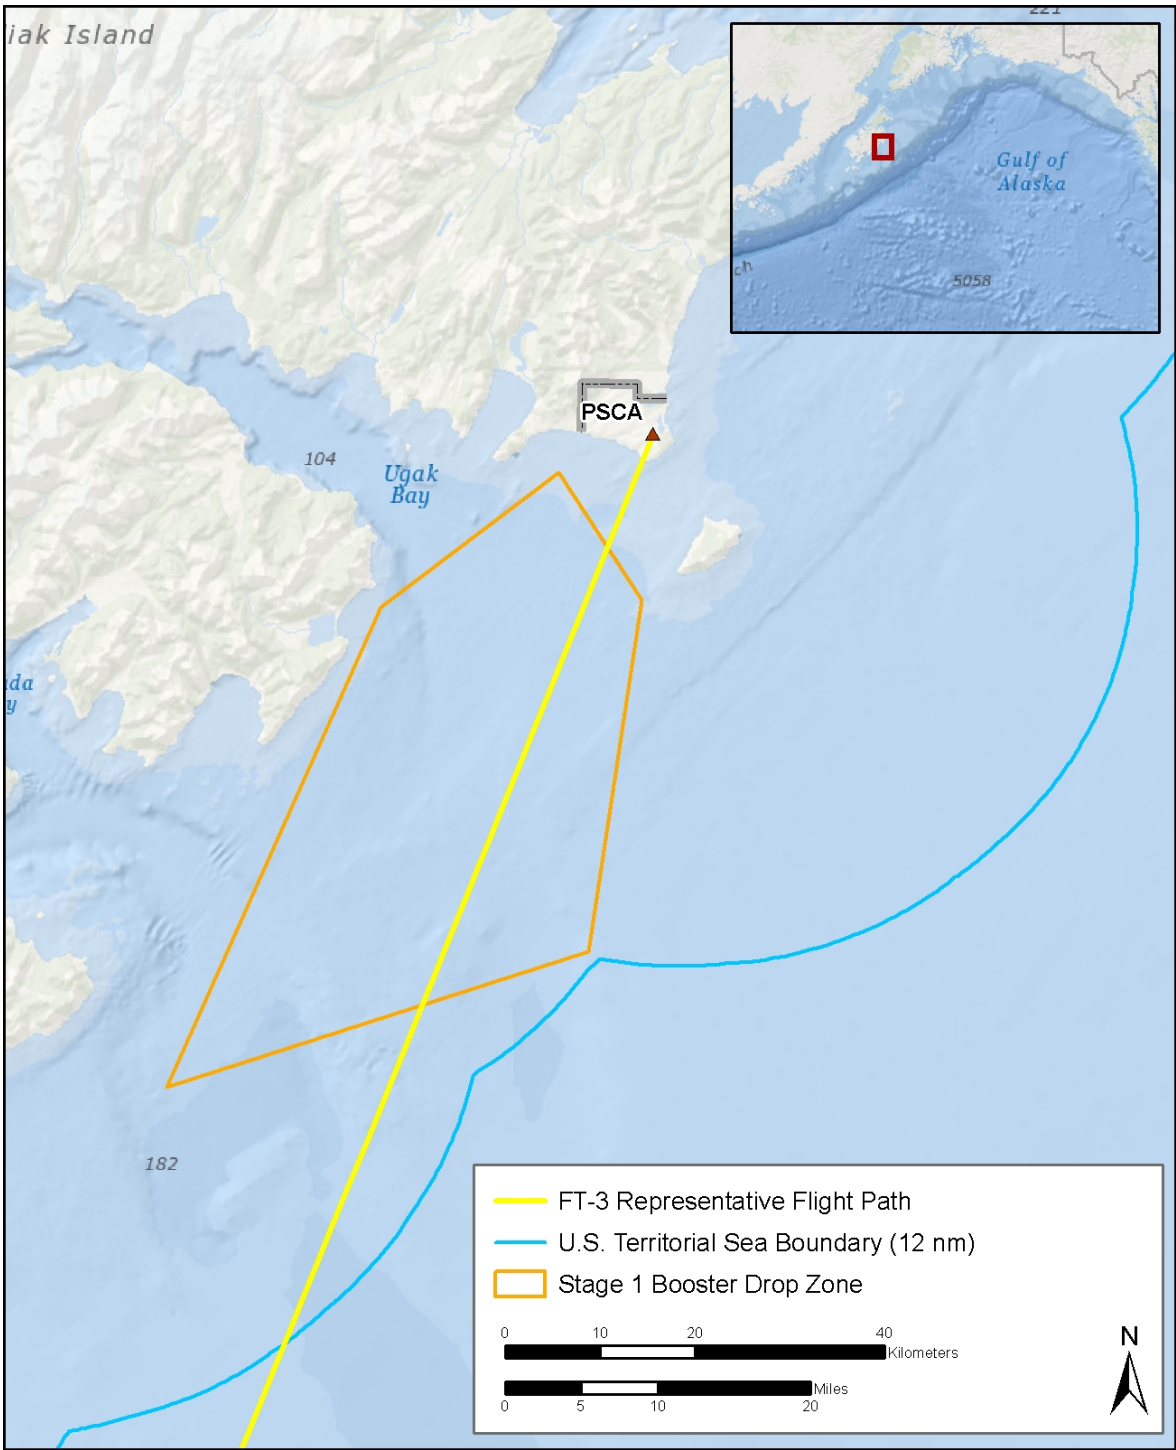 iak Island
221
Gulf of
Alaska
ch
5058
PSCA
104
Ugak
Bay
da
y
182
FT-3 Representative Flight Path
U.S. Territorial Sea Boundary (12 nm)
Stage 1 Booster Drop Zone
0 10 20 40
Kilometers
Miles
0 5 10 20
N